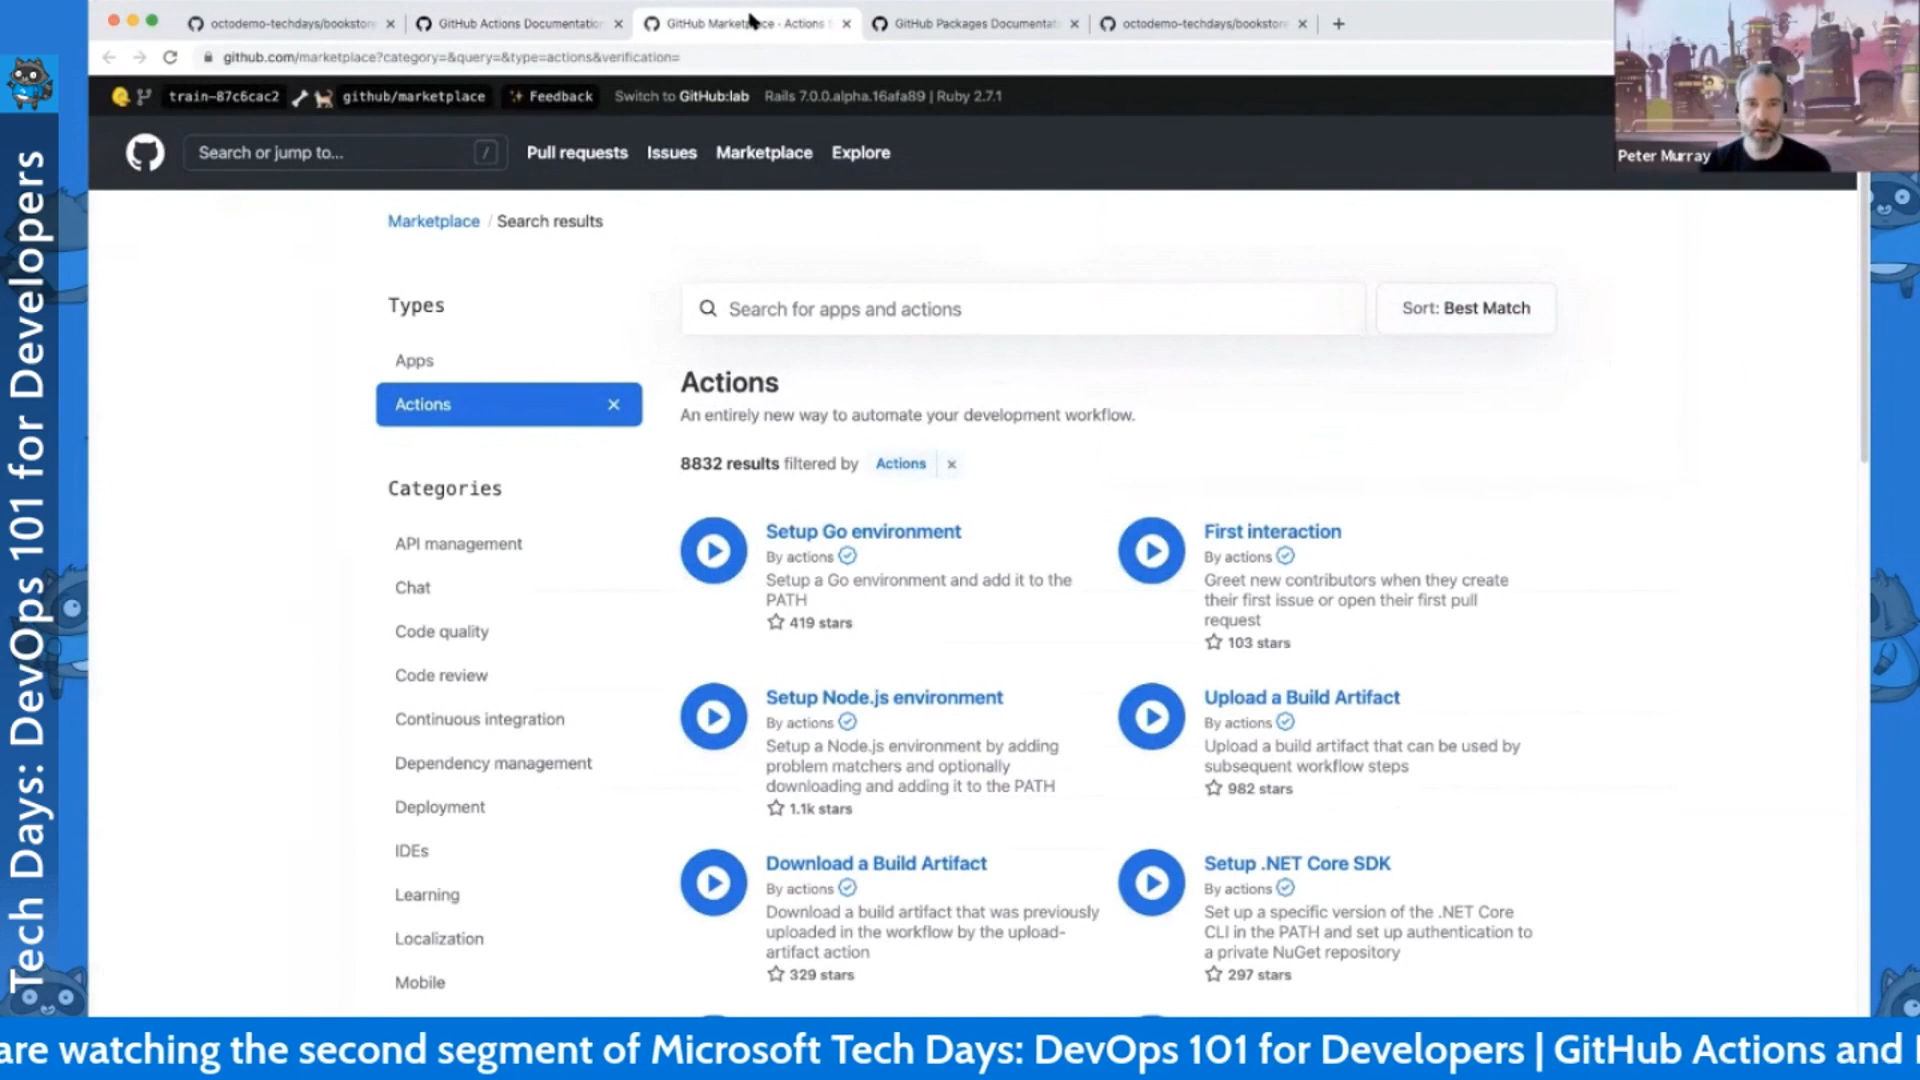 octodemo-techdays/bookstore
GitHub Actions Documentation
GitHub Marketplace - Actions
GitHub Packages Documentat
octodemo-techdays/bookstore
github.com/marketplace?category=&query=&type=actions&verification=
train-87c6cac2
github/marketplace
Feedback
Switch to GitHub:lab
Rails 7.0.0.alpha.16afa89 | Ruby 2.7.1
Search or jump to...
/
Pull requests
Issues
Marketplace
Explore
Peter Murray
Tech Days: DevOps 101 for Developers
Marketplace / Search results
Types
Apps
Actions
Categories
API management
Chat
Code quality
Code review
Continuous integration
Dependency management
Deployment
IDEs
Learning
Localization
Mobile
Search for apps and actions
Sort: Best Match
Actions
An entirely new way to automate your development workflow.
8832 results filtered by Actions
Setup Go environment
By actions
Setup a Go environment and add it to the
PATH
419 stars
First interaction
By actions
Greet new contributors when they create
their first issue or open their first pull
request
103 stars
Setup Node.js environment
By actions
Setup a Node.js environment by adding
problem matchers and optionally
downloading and adding it to the PATH
1.1k stars
Upload a Build Artifact
By actions
Upload a build artifact that can be used by
subsequent workflow steps
982 stars
Download a Build Artifact
By actions
Download a build artifact that was previously
uploaded in the workflow by the upload-
artifact action
329 stars
Setup .NET Core SDK
By actions
Set up a specific version of the .NET Core
CLI in the PATH and set up authentication to
a private NuGet repository
297 stars
are watching the second segment of Microsoft Tech Days: DevOps 101 for Developers | GitHub Actions and